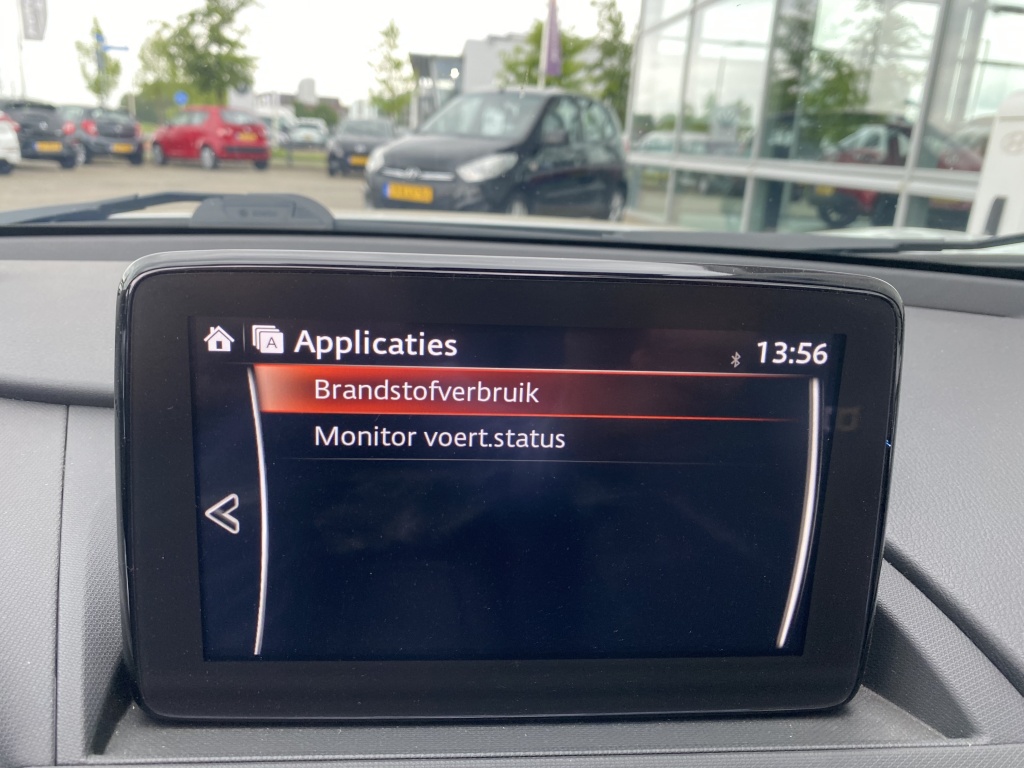 Applicaties
13:56
Brandstofverbruik
Monitor voert.status